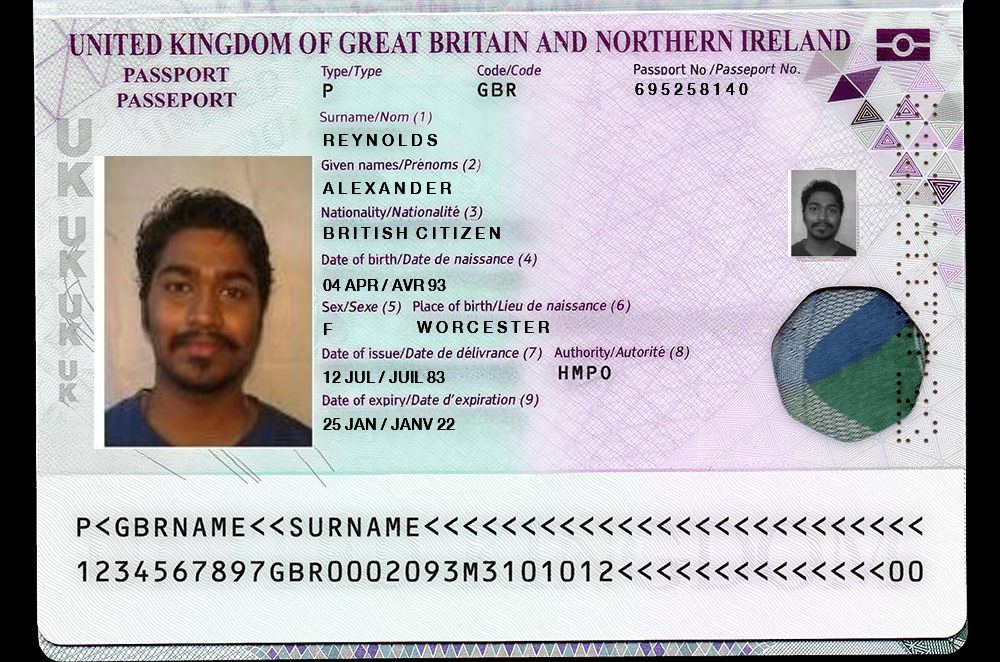 UNITED KINGDOM OF GREAT BRITAIN AND NORTHERN IRELAND
PASSPORT
PASSEPORT
Type/Type
Code/Code
Passport No /Passeport No.
P
GBR
695258140
Surname/Nom (1)
REYNOLDS
Given names/Prénoms (2)
ALEXANDER
Nationality/Nationalité (3)
BRITISH CITIZEN
Date of birth/Date de naissance (4)
04 APR / AVR 93
Sex/Sexe (5) Place of birth/Lieu de naissance (6)
F WORCESTER
Date of issue/Date de délivrance (7) Authority/Autorité (8)
12 JUL / JUIL 83 HMPO
Date of expiry/Date d'expiration (9)
25 JAN / JANV 22
UK
UK
UK
UK
P<GBRNAME<<SURNAME<<<<<<<<<<<<<<<<<<<<<<<<<<
1234567897GBR0002093M3101012<<<<<<<<<<<<<<00